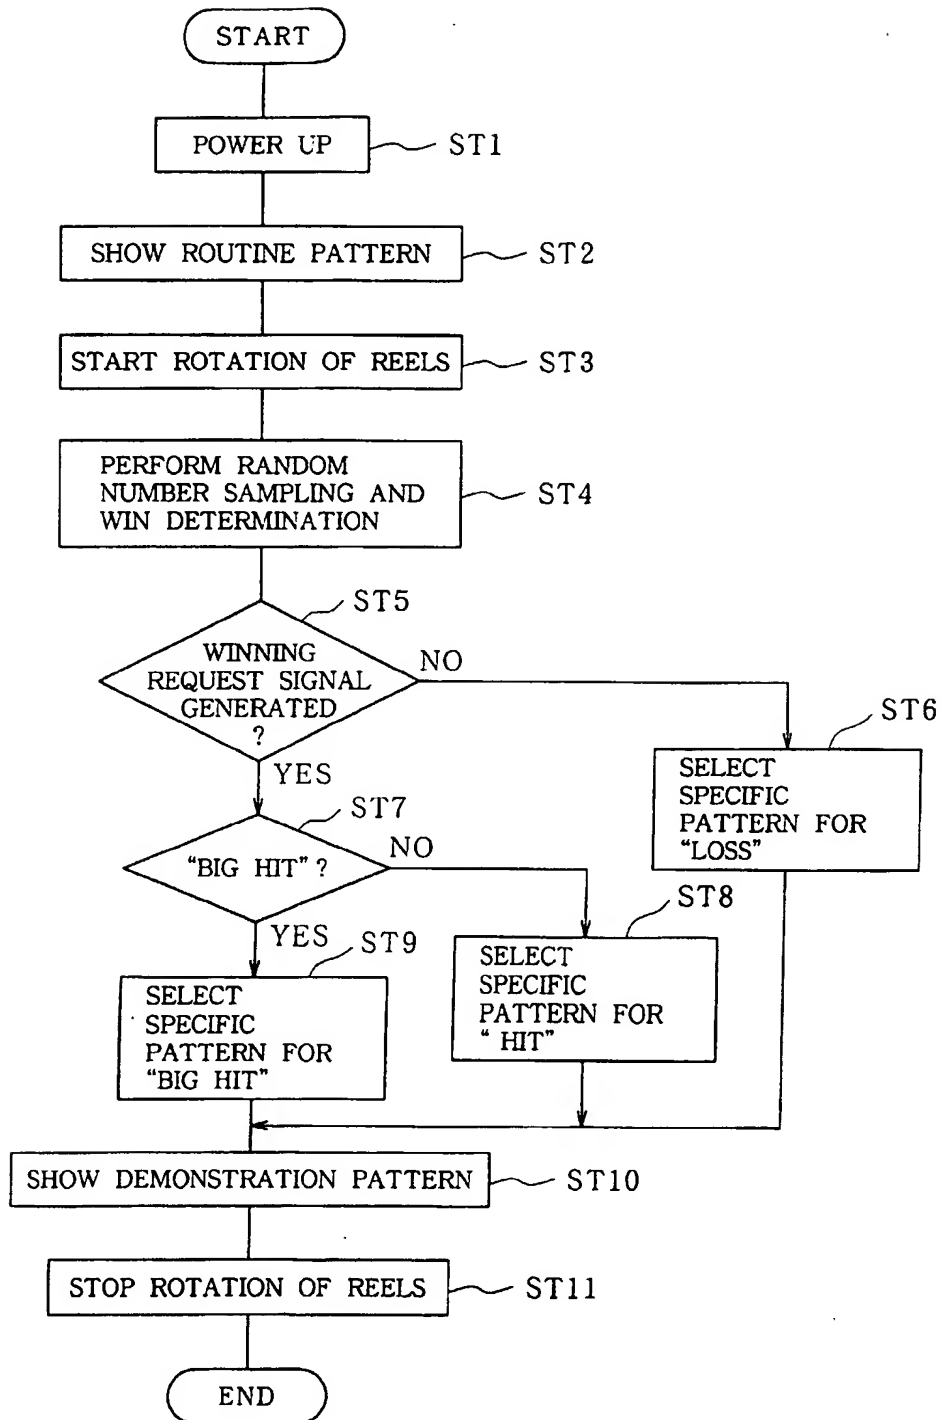 START
POWER UP
ST1
SHOW ROUTINE PATTERN
ST2
START ROTATION OF REELS
ST3
PERFORM RANDOM
NUMBER SAMPLING AND
WIN DETERMINATION
ST4
ST5
WINNING
REQUEST SIGNAL
GENERATED
?
NO
YES
ST6
SELECT
SPECIFIC
PATTERN FOR
“LOSS”
ST7
“BIG HIT” ?
NO
YES
ST8
SELECT
SPECIFIC
PATTERN FOR
“ HIT”
ST9
SELECT
SPECIFIC
PATTERN FOR
“BIG HIT”
SHOW DEMONSTRATION PATTERN
ST10
STOP ROTATION OF REELS
ST11
END